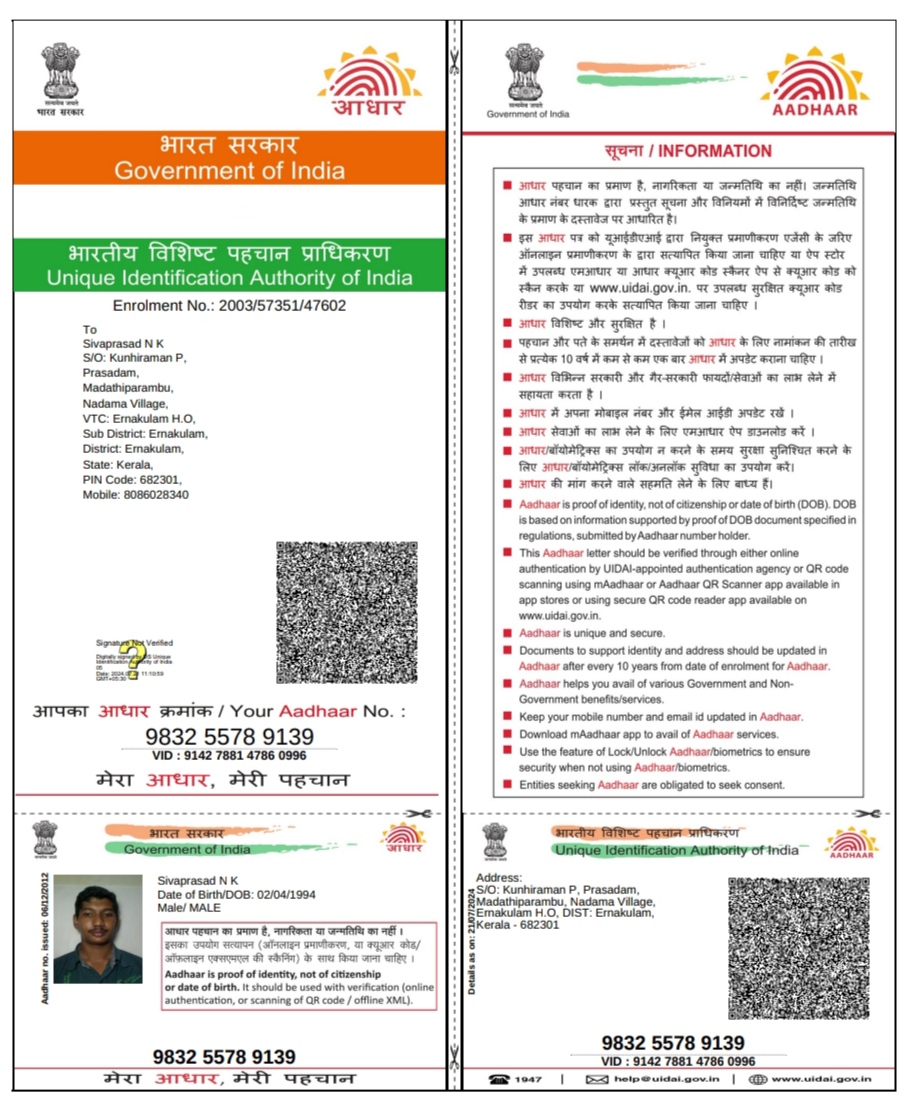 सत्यमेव जयते
भारत सरकार
आधार
भारत सरकार
Government of India
भारतीय विशिष्ट पहचान प्राधिकरण
Unique Identification Authority of India
Enrolment No.: 2003/57351/47602
To
Sivaprasad N K
S/O: Kunhiraman P,
Prasadam,
Madathiparambu,
Nadama Village,
VTC: Ernakulam H.O,
Sub District: Ernakulam,
District: Ernakulam,
State: Kerala,
PIN Code: 682301,
Mobile: 8086028340
Signature Not Verified
Digitally signed by DS Unique
Identification Authority of India
05
Date: 2024.07.21 11:10:56
GMT+05:30
आपका आधार क्रमांक / Your Aadhaar No. :
9832 5578 9139
VID : 9142 7881 4786 0996
मेरा आधार, मेरी पहचान
भारत सरकार
Government of India
आधार
Aadhaar no. issued: 06/12/2012
Sivaprasad N K
Date of Birth/DOB: 02/04/1994
Male/ MALE
आधार पहचान का प्रमाण है, नागरिकता या जन्मतिथि का नहीं ।
इसका उपयोग सत्यापन (ऑनलाइन प्रमाणीकरण, या क्यूआर कोड/
ऑफ़लाइन एक्सएमएल की स्कैनिंग) के साथ किया जाना चाहिए ।
Aadhaar is proof of identity, not of citizenship
or date of birth. It should be used with verification (online
authentication, or scanning of QR code / offline XML).
9832 5578 9139
मेरा आधार, मेरी पहचान
सत्यमेव जयते
Government of India
AADHAAR
सूचना / INFORMATION
आधार पहचान का प्रमाण है, नागरिकता या जन्मतिथि का नहीं। जन्मतिथि
आधार नंबर धारक द्वारा प्रस्तुत सूचना और विनियमों में विनिर्दिष्ट जन्मतिथि
के प्रमाण के दस्तावेज पर आधारित है।
इस आधार पत्र को यूआईडीएआई द्वारा नियुक्त प्रमाणीकरण एजेंसी के जरिए
ऑनलाइन प्रमाणीकरण के द्वारा सत्यापित किया जाना चाहिए या ऐप स्टोर
में उपलब्ध एमआधार या आधार क्यूआर कोड स्कैनर ऐप से क्यूआर कोड को
स्कैन करके या www.uidai.gov.in. पर उपलब्ध सुरक्षित क्यूआर कोड
रीडर का उपयोग करके सत्यापित किया जाना चाहिए ।
आधार विशिष्ट और सुरक्षित है ।
पहचान और पते के समर्थन में दस्तावेजों को आधार के लिए नामांकन की तारीख
से प्रत्येक 10 वर्ष में कम से कम एक बार आधार में अपडेट कराना चाहिए ।
आधार विभिन्न सरकारी और गैर-सरकारी फायदों/सेवाओं का लाभ लेने में
सहायता करता है ।
आधार में अपना मोबाइल नंबर और ईमेल आईडी अपडेट रखें ।
आधार सेवाओं का लाभ लेने के लिए एमआधार ऐप डाउनलोड करें ।
आधार/बॉयोमेट्रिक्स का उपयोग न करने के समय सुरक्षा सुनिश्चित करने के
लिए आधार/बॉयोमेट्रिक्स लॉक/अनलॉक सुविधा का उपयोग करें।
आधार की मांग करने वाले सहमति लेने के लिए बाध्य हैं।
Aadhaar is proof of identity, not of citizenship or date of birth (DOB). DOB
is based on information supported by proof of DOB document specified in
regulations, submitted by Aadhaar number holder.
This Aadhaar letter should be verified through either online
authentication by UIDAI-appointed authentication agency or QR code
scanning using mAadhaar or Aadhaar QR Scanner app available in
app stores or using secure QR code reader app available on
www.uidai.gov.in.
Aadhaar is unique and secure.
Documents to support identity and address should be updated in
Aadhaar after every 10 years from date of enrolment for Aadhaar.
Aadhaar helps you avail of various Government and Non-
Government benefits/services.
Keep your mobile number and email id updated in Aadhaar.
Download mAadhaar app to avail of Aadhaar services.
Use the feature of Lock/Unlock Aadhaar/biometrics to ensure
security when not using Aadhaar/biometrics.
Entities seeking Aadhaar are obligated to seek consent.
भारतीय विशिष्ट पहचान प्राधिकरण
Unique Identification Authority of India
AADHAAR
Details as on: 21/07/2024
Address:
S/O: Kunhiraman P, Prasadam,
Madathiparambu, Nadama Village,
Ernakulam H.O, DIST: Ernakulam,
Kerala - 682301
9832 5578 9139
VID : 9142 7881 4786 0996
1947 | help@uidai.gov.in | www.uidai.gov.in